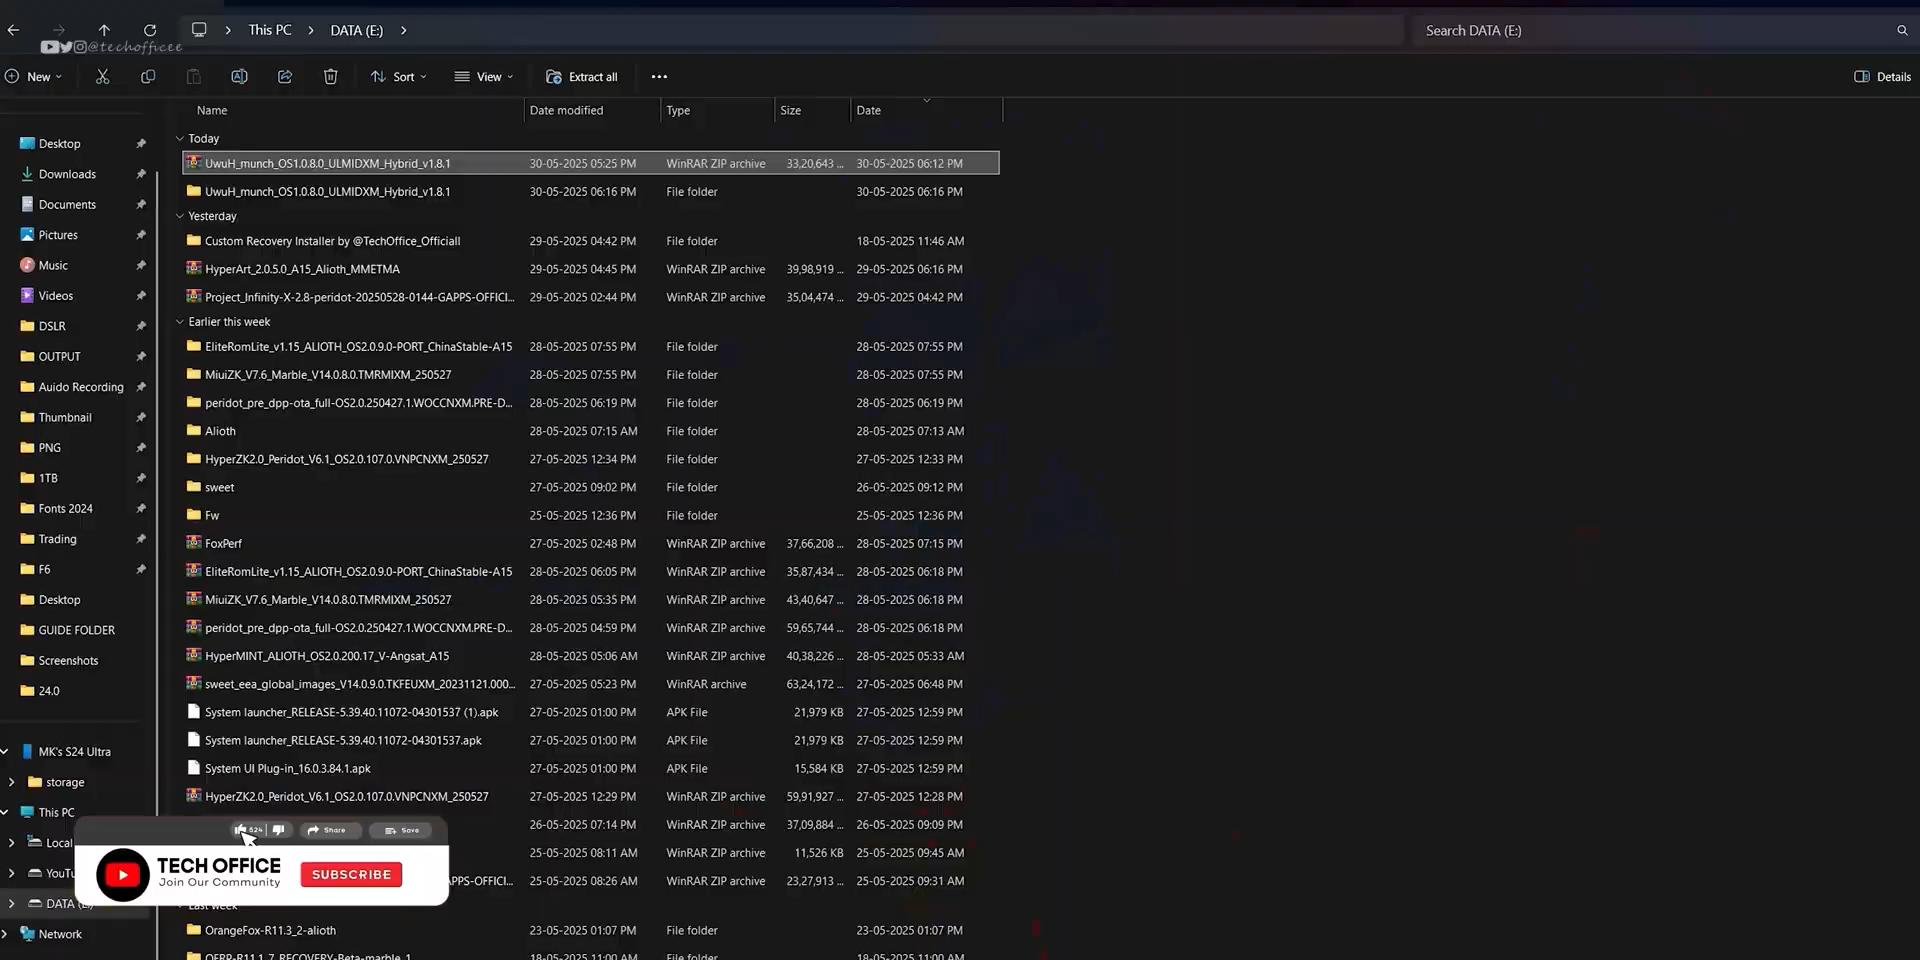 This PC > DATA (E:) >
Search DATA (E:)
@techofficee
New
Sort
View
Extract all
Details
Name Date modified Type Size Date
Desktop
Downloads
Documents
Pictures
Music
Videos
DSLR
OUTPUT
Auido Recording
Thumbnail
PNG
1TB
Fonts 2024
Trading
F6
Desktop
GUIDE FOLDER
Screenshots
24.0
MK's S24 Ultra
storage
This PC
Local
YouTu
DATA (E:)
Network
Today
UwuH_munch_OS1.0.8.0_ULMIDXM_Hybrid_v1.8.1 30-05-2025 05:25 PM WinRAR ZIP archive 33,20,643 ... 30-05-2025 06:12 PM
UwuH_munch_OS1.0.8.0_ULMIDXM_Hybrid_v1.8.1 30-05-2025 06:16 PM File folder 30-05-2025 06:16 PM
Yesterday
Custom Recovery Installer by @TechOffice_Officiall 29-05-2025 04:42 PM File folder 18-05-2025 11:46 AM
HyperArt_2.0.5.0_A15_Alioth_MMETMA 29-05-2025 04:45 PM WinRAR ZIP archive 39,98,919 ... 29-05-2025 06:16 PM
Project_Infinity-X-2.8-peridot-20250528-0144-GAPPS-OFFICI... 29-05-2025 02:44 PM WinRAR ZIP archive 35,04,474 ... 29-05-2025 04:42 PM
Earlier this week
EliteRomLite_v1.15_ALIOTH_OS2.0.9.0-PORT_ChinaStable-A15 28-05-2025 07:55 PM File folder 28-05-2025 07:55 PM
MiuiZK_V7.6_Marble_V14.0.8.0.TMRMIXM_250527 28-05-2025 07:55 PM File folder 28-05-2025 07:55 PM
peridot_pre_dpp-ota_full-OS2.0.250427.1.WOCCNXM.PRE-D... 28-05-2025 06:19 PM File folder 28-05-2025 06:19 PM
Alioth 28-05-2025 07:15 AM File folder 28-05-2025 07:13 AM
HyperZK2.0_Peridot_V6.1_OS2.0.107.0.VNPCNXM_250527 27-05-2025 12:34 PM File folder 27-05-2025 12:33 PM
sweet 27-05-2025 09:02 PM File folder 26-05-2025 09:12 PM
Fw 25-05-2025 12:36 PM File folder 25-05-2025 12:36 PM
FoxPerf 27-05-2025 02:48 PM WinRAR ZIP archive 37,66,208 ... 28-05-2025 07:15 PM
EliteRomLite_v1.15_ALIOTH_OS2.0.9.0-PORT_ChinaStable-A15 28-05-2025 06:05 PM WinRAR ZIP archive 35,87,434 ... 28-05-2025 06:18 PM
MiuiZK_V7.6_Marble_V14.0.8.0.TMRMIXM_250527 28-05-2025 05:35 PM WinRAR ZIP archive 43,40,647 ... 28-05-2025 06:18 PM
peridot_pre_dpp-ota_full-OS2.0.250427.1.WOCCNXM.PRE-D... 28-05-2025 04:59 PM WinRAR ZIP archive 59,65,744 ... 28-05-2025 06:18 PM
HyperMINT_ALIOTH_OS2.0.200.17_V-Angsat_A15 28-05-2025 05:06 AM WinRAR ZIP archive 40,38,226 ... 28-05-2025 05:33 AM
sweet_eea_global_images_V14.0.9.0.TKFEUXM_20231121.000... 27-05-2025 05:23 PM WinRAR archive 63,24,172 ... 27-05-2025 06:48 PM
System launcher_RELEASE-5.39.40.11072-04301537 (1).apk 27-05-2025 01:00 PM APK File 21,979 KB 27-05-2025 12:59 PM
System launcher_RELEASE-5.39.40.11072-04301537.apk 27-05-2025 01:00 PM APK File 21,979 KB 27-05-2025 12:59 PM
System UI Plug-in_16.0.3.84.1.apk 27-05-2025 01:00 PM APK File 15,584 KB 27-05-2025 12:59 PM
HyperZK2.0_Peridot_V6.1_OS2.0.107.0.VNPCNXM_250527 27-05-2025 12:29 PM WinRAR ZIP archive 59,91,927 ... 27-05-2025 12:28 PM
26-05-2025 07:14 PM WinRAR ZIP archive 37,09,884 ... 26-05-2025 09:09 PM
25-05-2025 08:11 AM WinRAR ZIP archive 11,526 KB 25-05-2025 09:45 AM
APPS-OFFICI... 25-05-2025 08:26 AM WinRAR ZIP archive 23,27,913 ... 25-05-2025 09:31 AM
Last week
OrangeFox-R11.3_2-alioth 23-05-2025 01:07 PM File folder 23-05-2025 01:07 PM
OFRP-R11.1_7_RECOVERY-Beta-marble_1 18-05-2025 11:00 AM File folder 18-05-2025 11:00 AM
624 Share Save
TECH OFFICE
Join Our Community
SUBSCRIBE